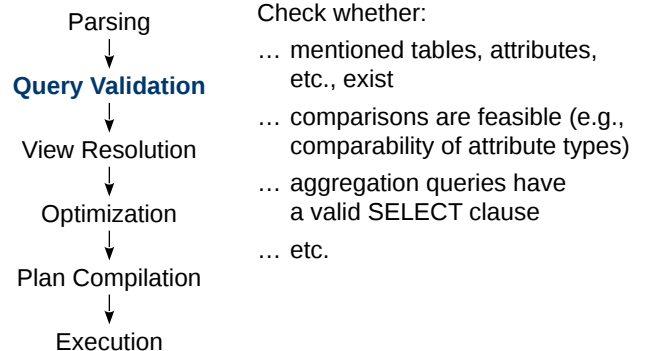 Parsing
Query Validation
View Resolution
Optimization
Plan Compilation
Execution
Check whether:
… mentioned tables, attributes,
etc., exist
… comparisons are feasible (e.g.,
comparability of attribute types)
… aggregation queries have
a valid SELECT clause
… etc.